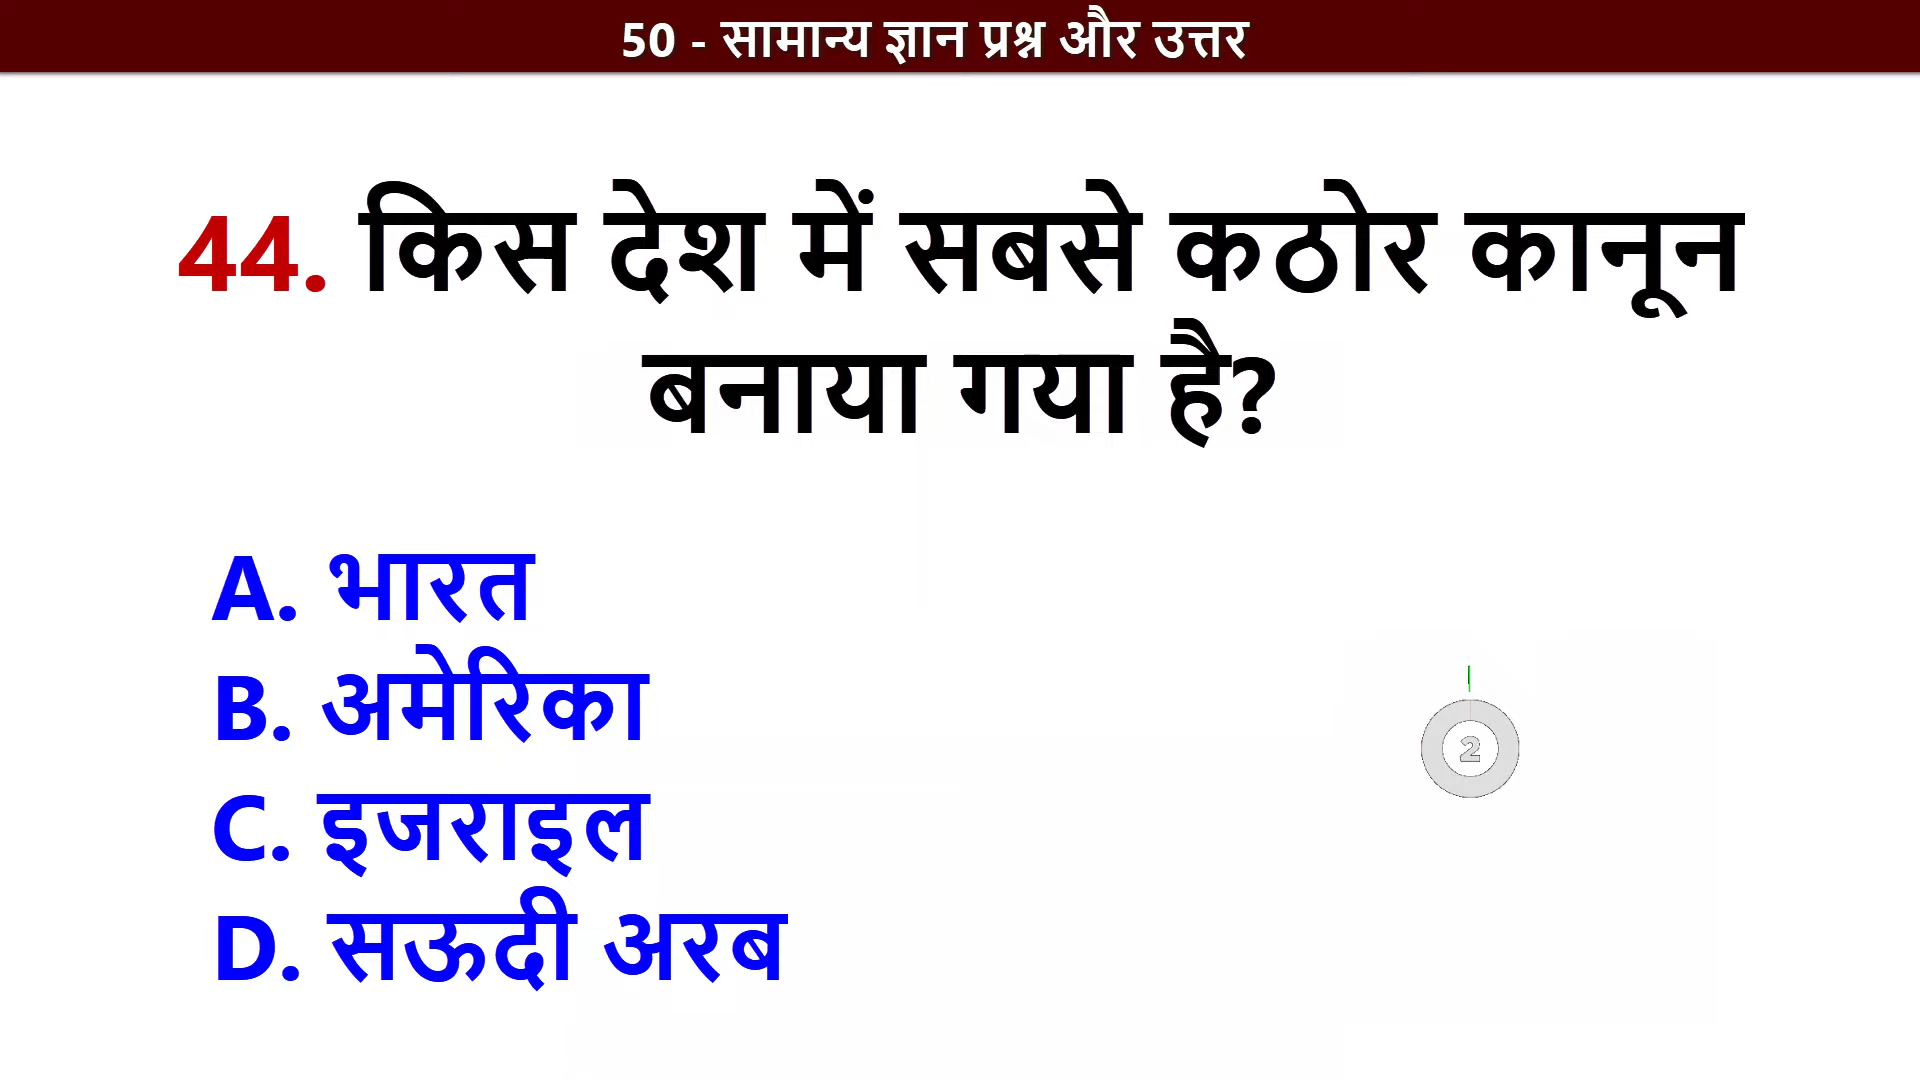 50 - सामान्य ज्ञान प्रश्न और उत्तर
44. किस देश में सबसे कठोर कानून
बनाया गया है?
A. भारत
B. अमेरिका
C. इजराइल
D. सऊदी अरब
2